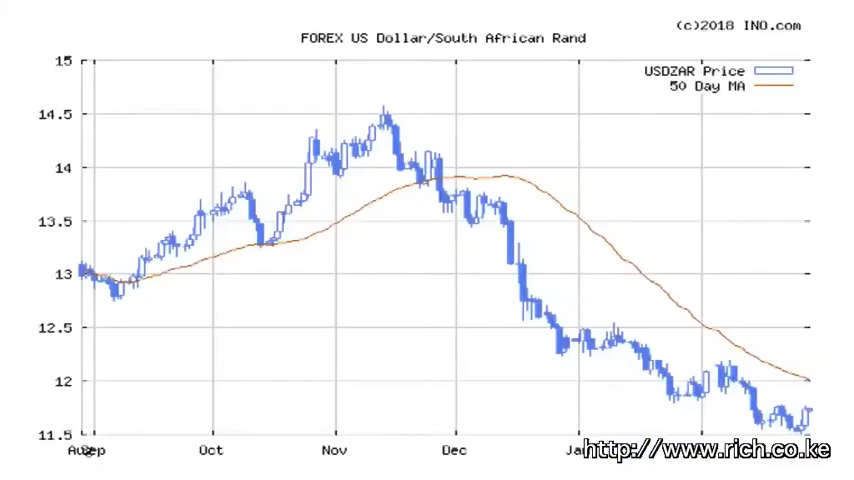 (c)2018 INO.com
FOREX US Dollar/South African Rand
15
USDZAR Price
50 Day MA
14.5
14
13.5
13
12.5
12
11.5
Oct
Nov
Dec
http://www.rich.co.ke